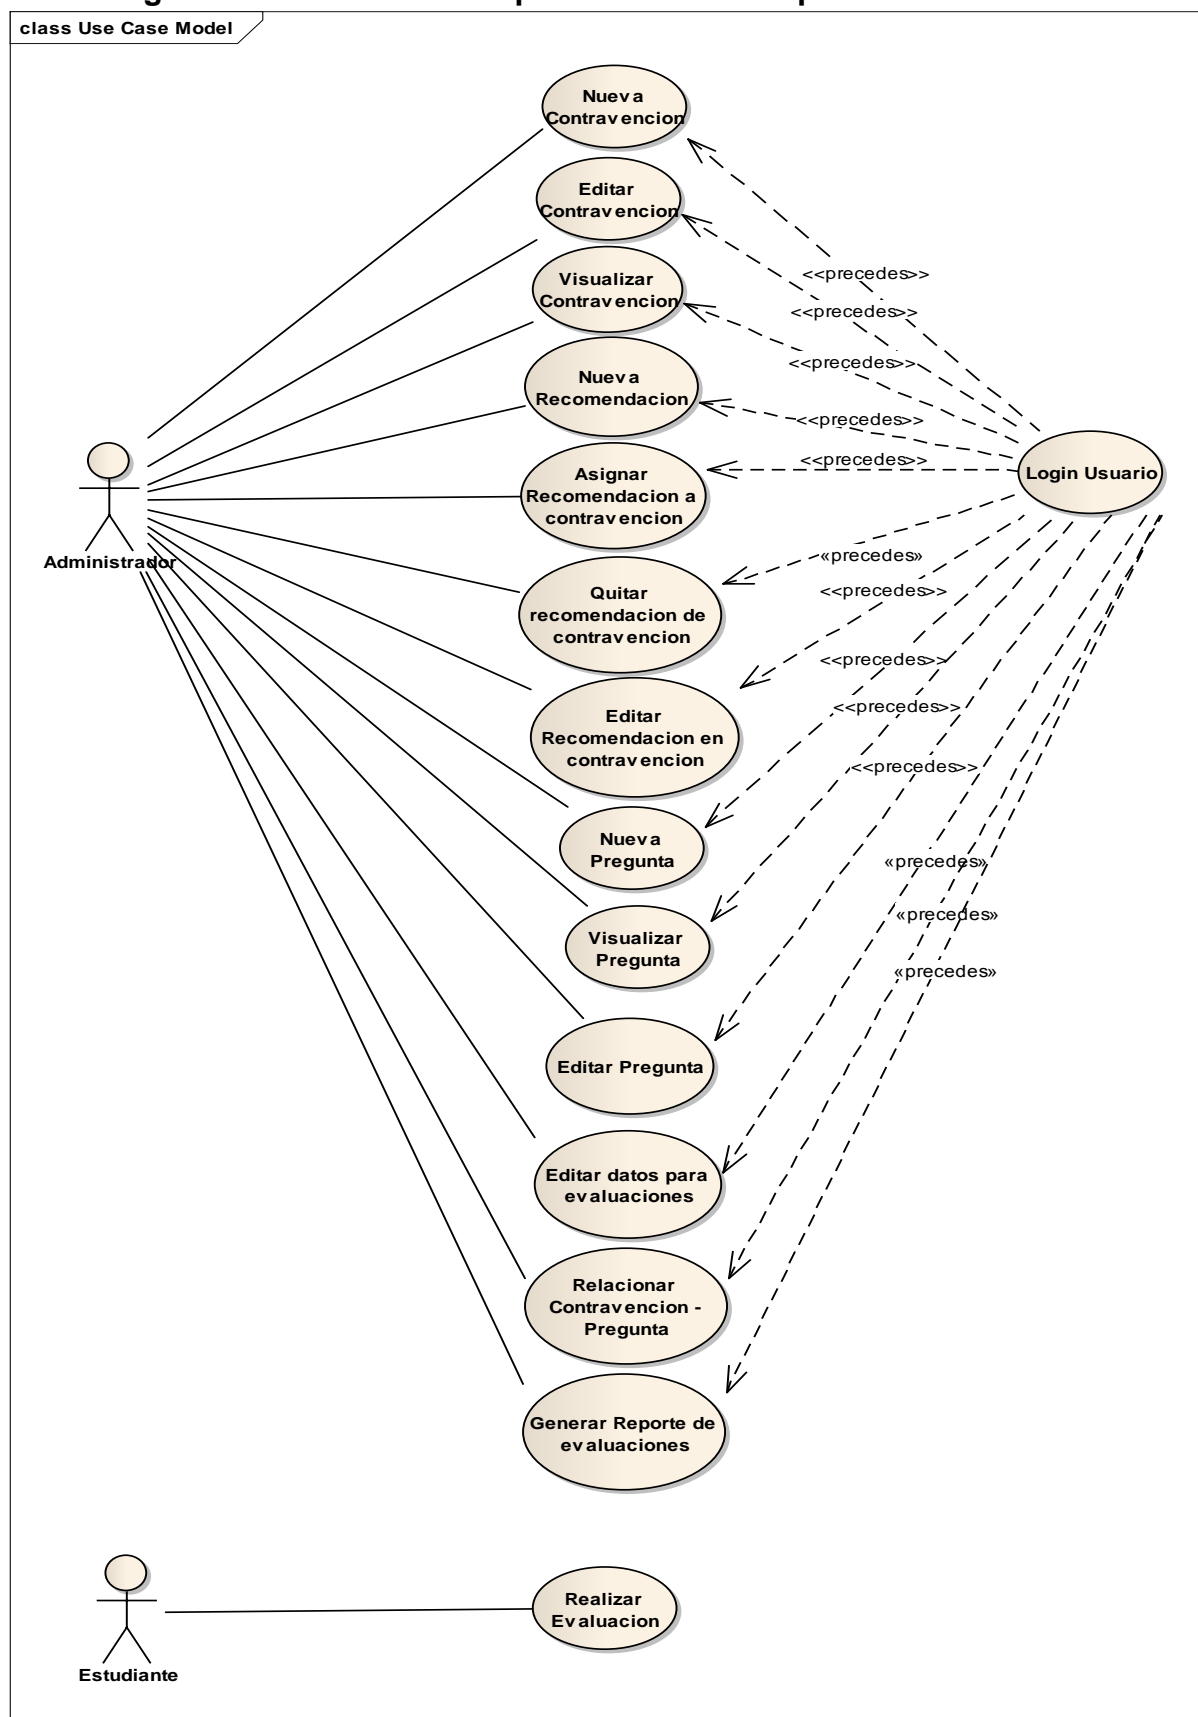 class Use Case Model
Nueva
Contravencion
Editar
Contravencion
<<precedes>>
Visualizar
Contravencion
<<precedes>>
<<precedes>>
Nueva
Recomendacion
<<precedes>>
Asignar
Recomendacion a
contravencion
<<precedes>>
Login Usuario
Administrador
«precedes»
Quitar
recomendacion de
contravencion
<<precedes>>
<<precedes>>
Editar
Recomendacion en
contravencion
<<precedes>>
<<precedes>>
Nueva
Pregunta
«precedes»
«precedes»
Visualizar
Pregunta
«precedes»
Editar Pregunta
Editar datos para
evaluaciones
Relacionar
Contravencion -
Pregunta
Generar Reporte de
evaluaciones
Realizar
Evaluacion
Estudiante